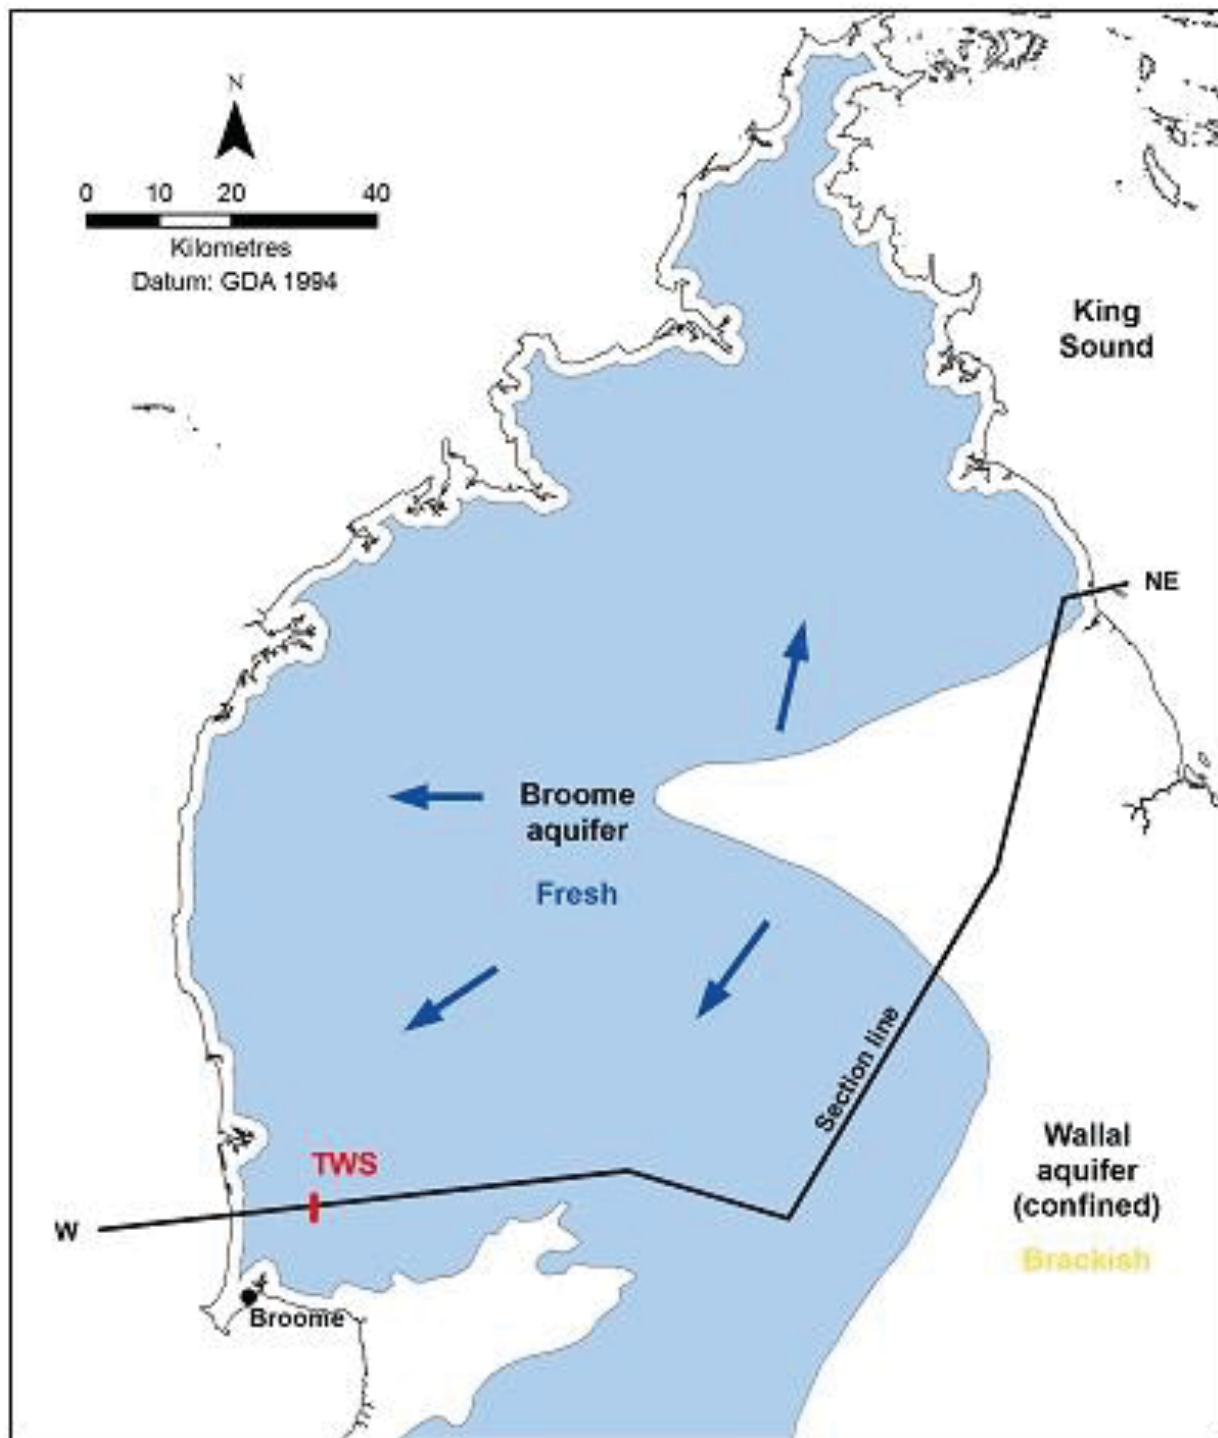 N
0 10 20 40
Kilometres
Datum: GDA 1994
King
Sound
NE
Broome
aquifer
Fresh
Section line
TWS
W
Broome
Wallal
aquifer
(confined)
Brackish